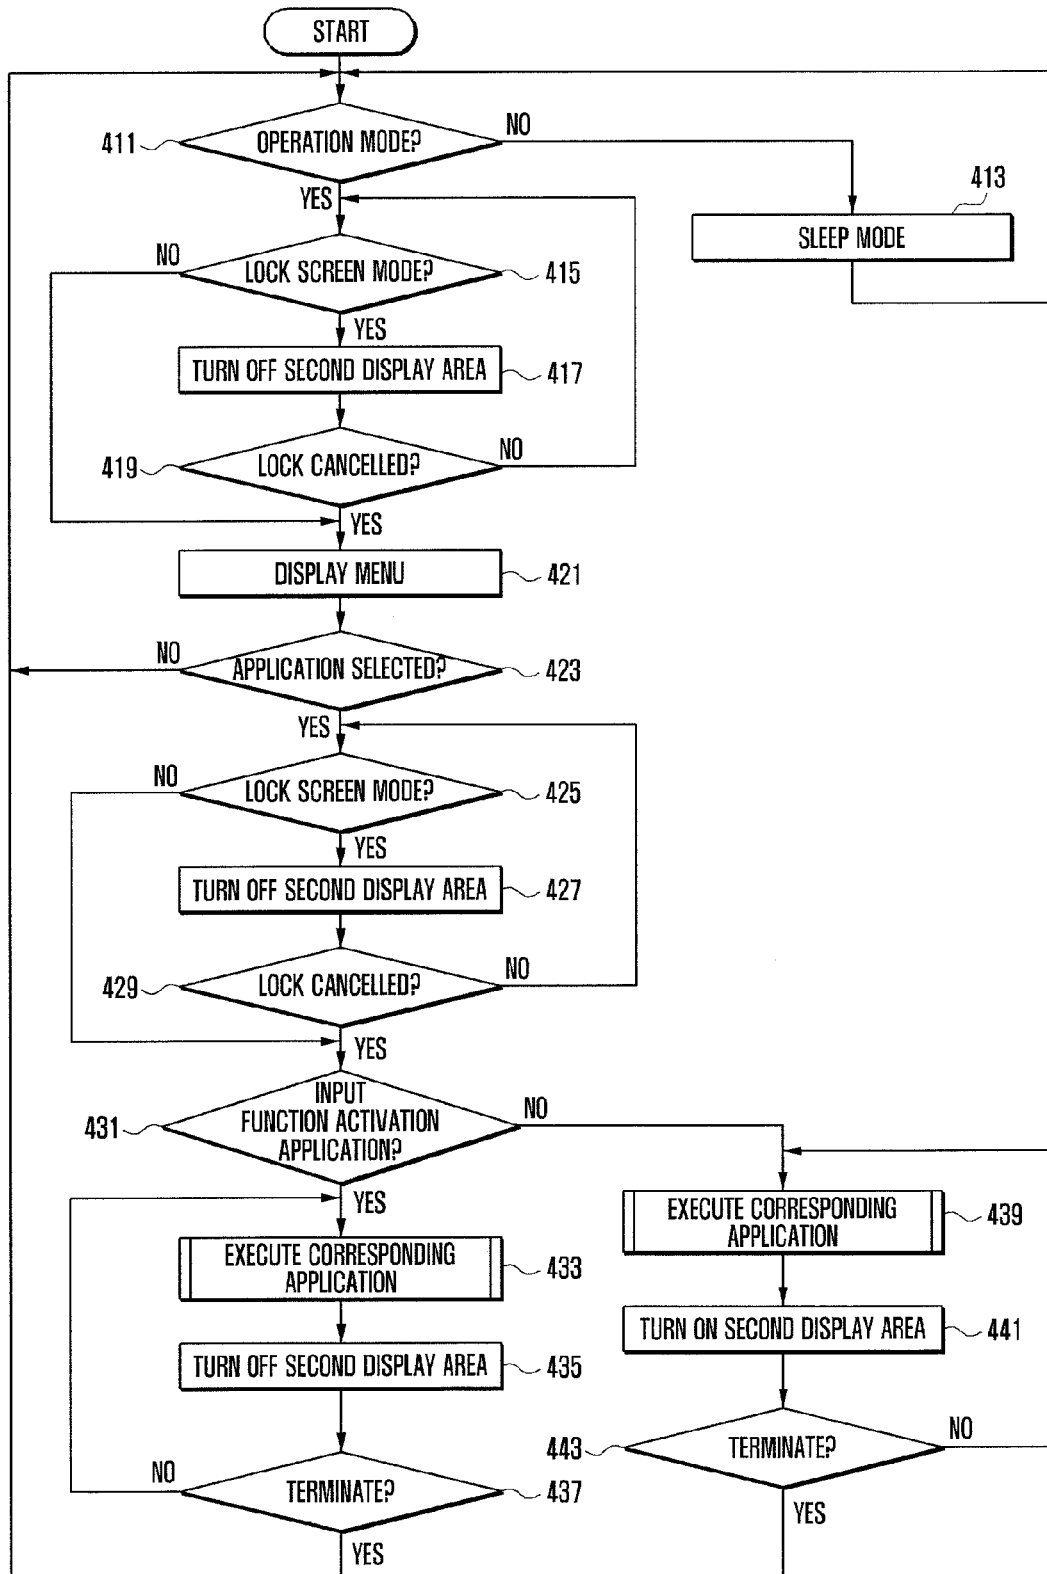 START
411
OPERATION MODE?
NO
YES
413
SLEEP MODE
NO
LOCK SCREEN MODE?
415
YES
TURN OFF SECOND DISPLAY AREA
417
419
LOCK CANCELLED?
NO
YES
DISPLAY MENU
421
NO
APPLICATION SELECTED?
423
YES
NO
LOCK SCREEN MODE?
425
YES
TURN OFF SECOND DISPLAY AREA
427
429
LOCK CANCELLED?
NO
YES
431
INPUT
FUNCTION ACTIVATION
APPLICATION?
NO
YES
EXECUTE CORRESPONDING
APPLICATION
433
EXECUTE CORRESPONDING
APPLICATION
439
TURN OFF SECOND DISPLAY AREA
435
TURN ON SECOND DISPLAY AREA
441
NO
TERMINATE?
437
YES
443
TERMINATE?
NO
YES